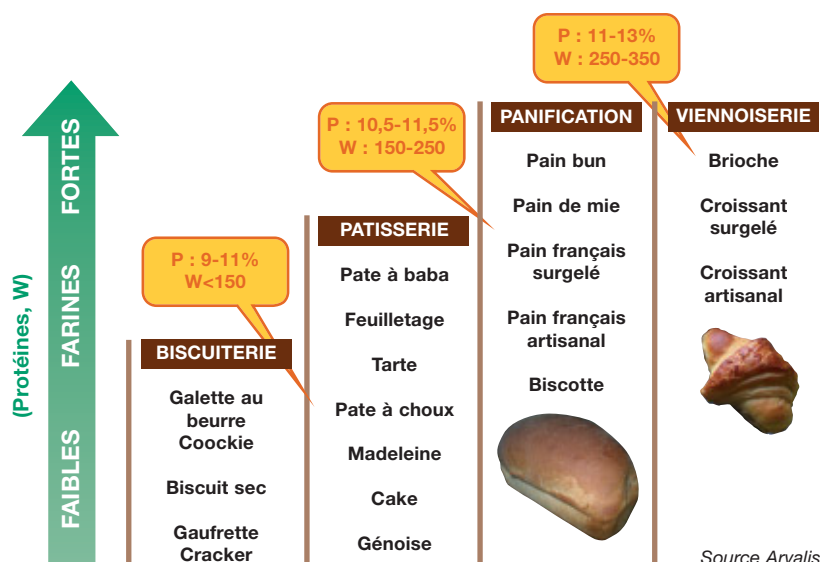 P : 11-13%
W : 250-350
P : 10,5-11,5%
W : 150-250
P : 9-11%
W<150
(Protéines, W)
FAIBLES FARINES FORTES
BISCUITERIE
Galette au
beurre
Coockie
Biscuit sec
Gaufrette
Cracker
PATISSERIE
Pate à baba
Feuilletage
Tarte
Pate à choux
Madeleine
Cake
Génoise
PANIFICATION
Pain bun
Pain de mie
Pain français
surgelé
Pain français
artisanal
Biscotte
VIENNOISERIE
Brioche
Croissant
surgelé
Croissant
artisanal
Source Arvalis